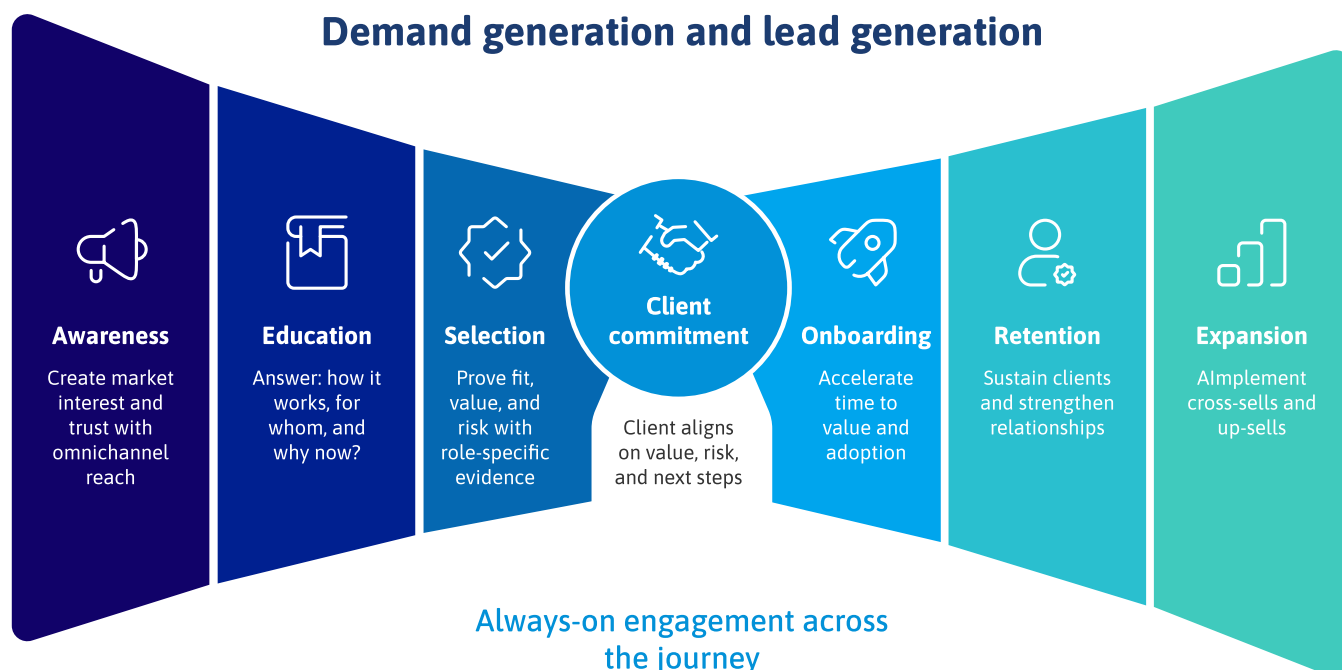 Demand generation and lead generation
Awareness
Create market
interest and
trust with
omnichannel
reach
Education
Answer: how it
works, for
whom, and
why now?
Selection
Prove fit,
value, and
risk with
role-specific
evidence
Client
commitment
Client aligns
on value, risk,
and next steps
Onboarding
Accelerate
time to
value and
adoption
Retention
Sustain clients
and strengthen
relationships
Expansion
AImplement
cross-sells and
up-sells
Always-on engagement across
the journey